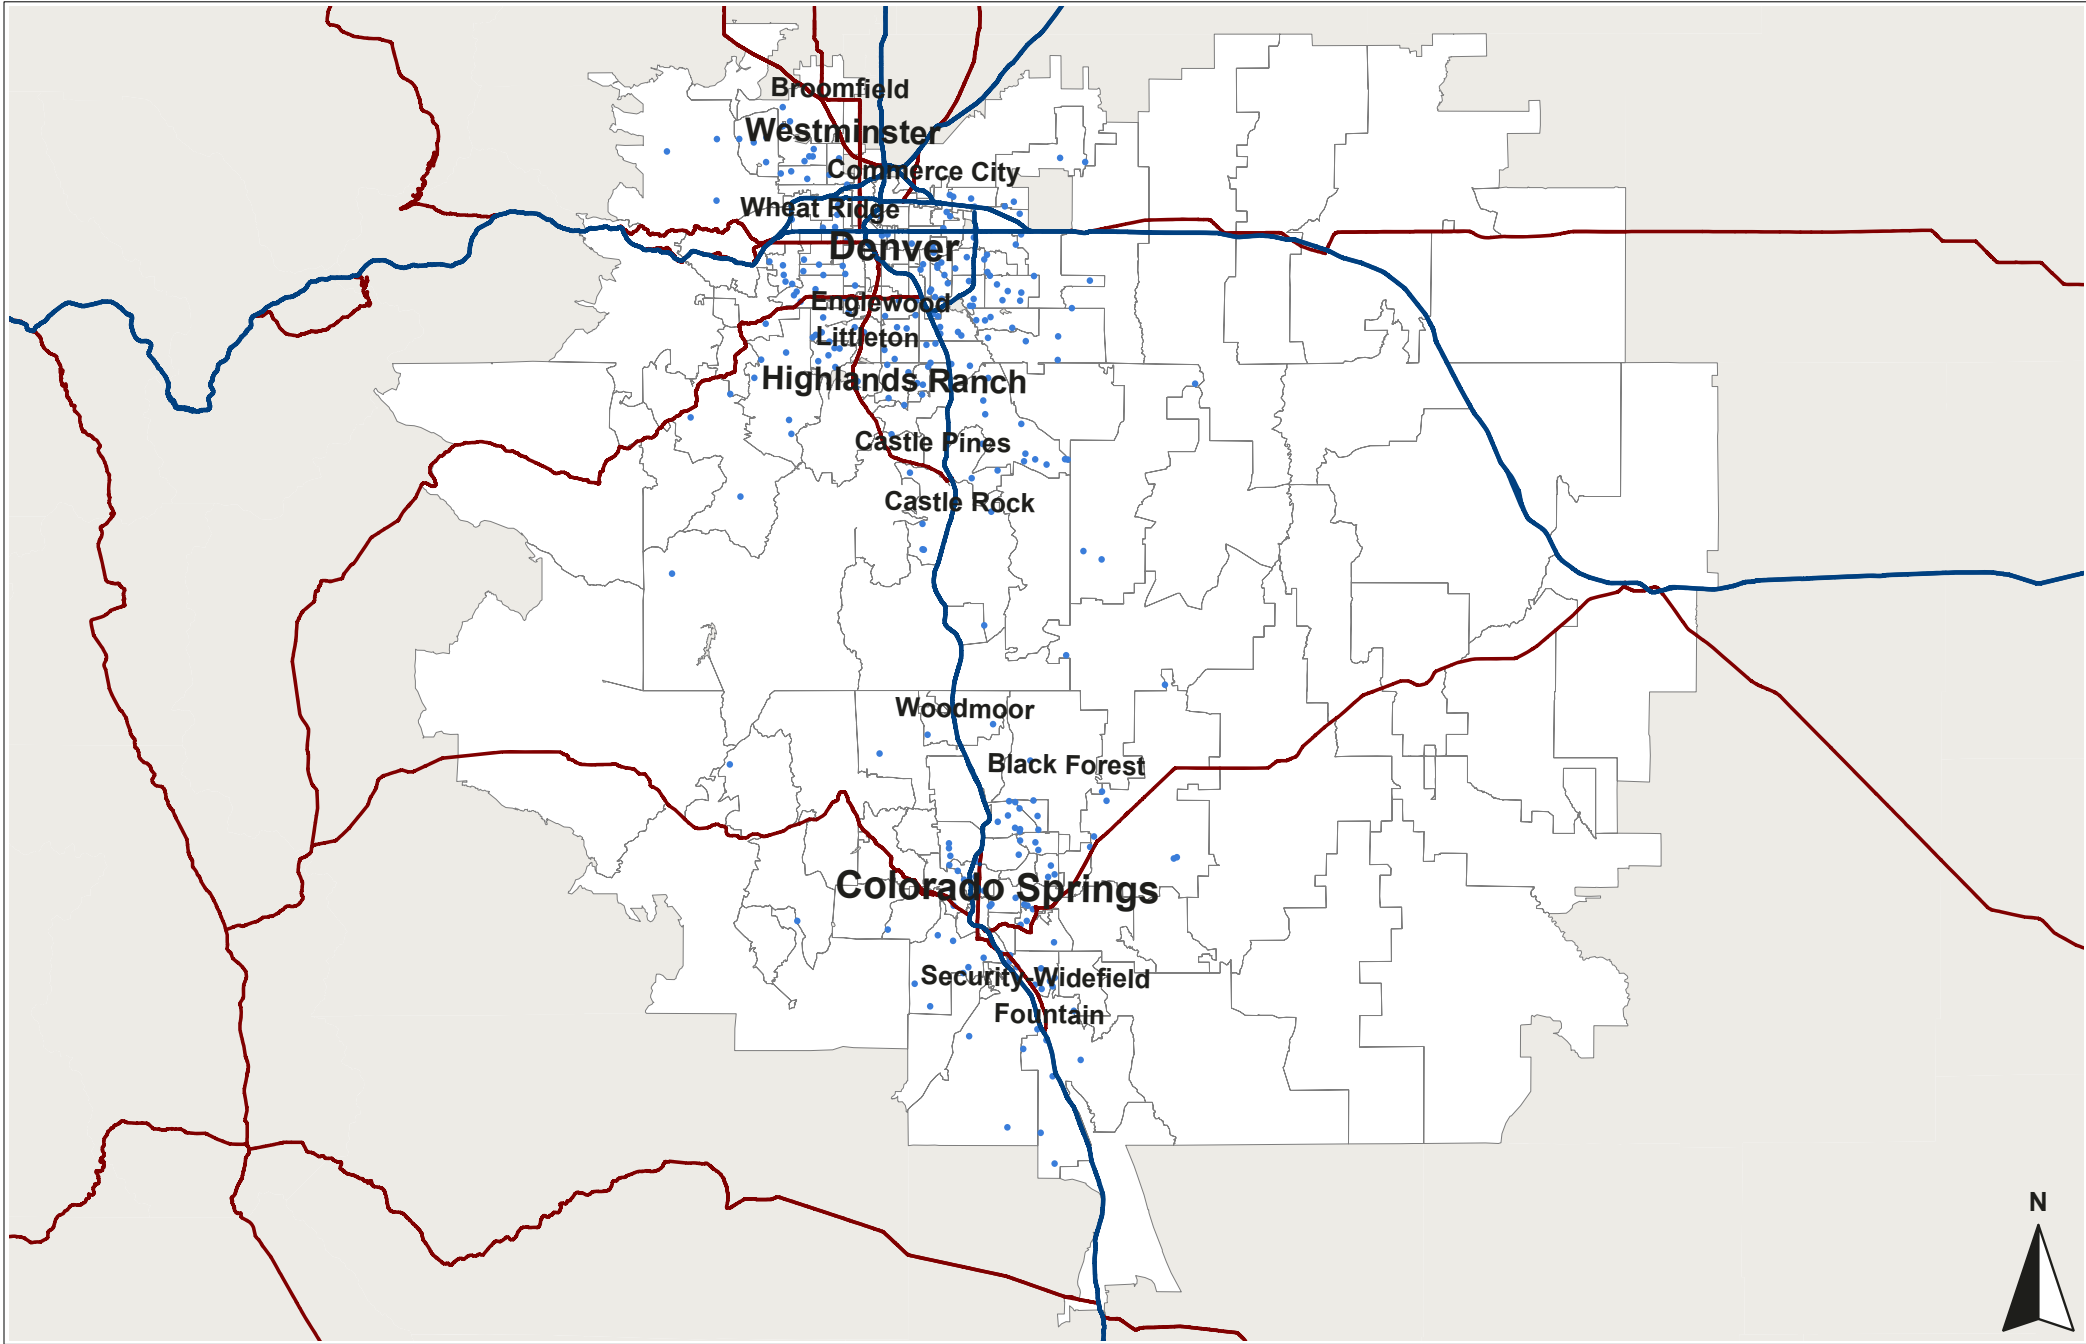 Broomfield
Westminster
Commerce City
Wheat Ridge
Denver
Englewood
Littleton
Highlands Ranch
Castle Pines
Castle Rock
Woodmoor
Black Forest
Colorado Springs
Security-Widefield
Fountain
N